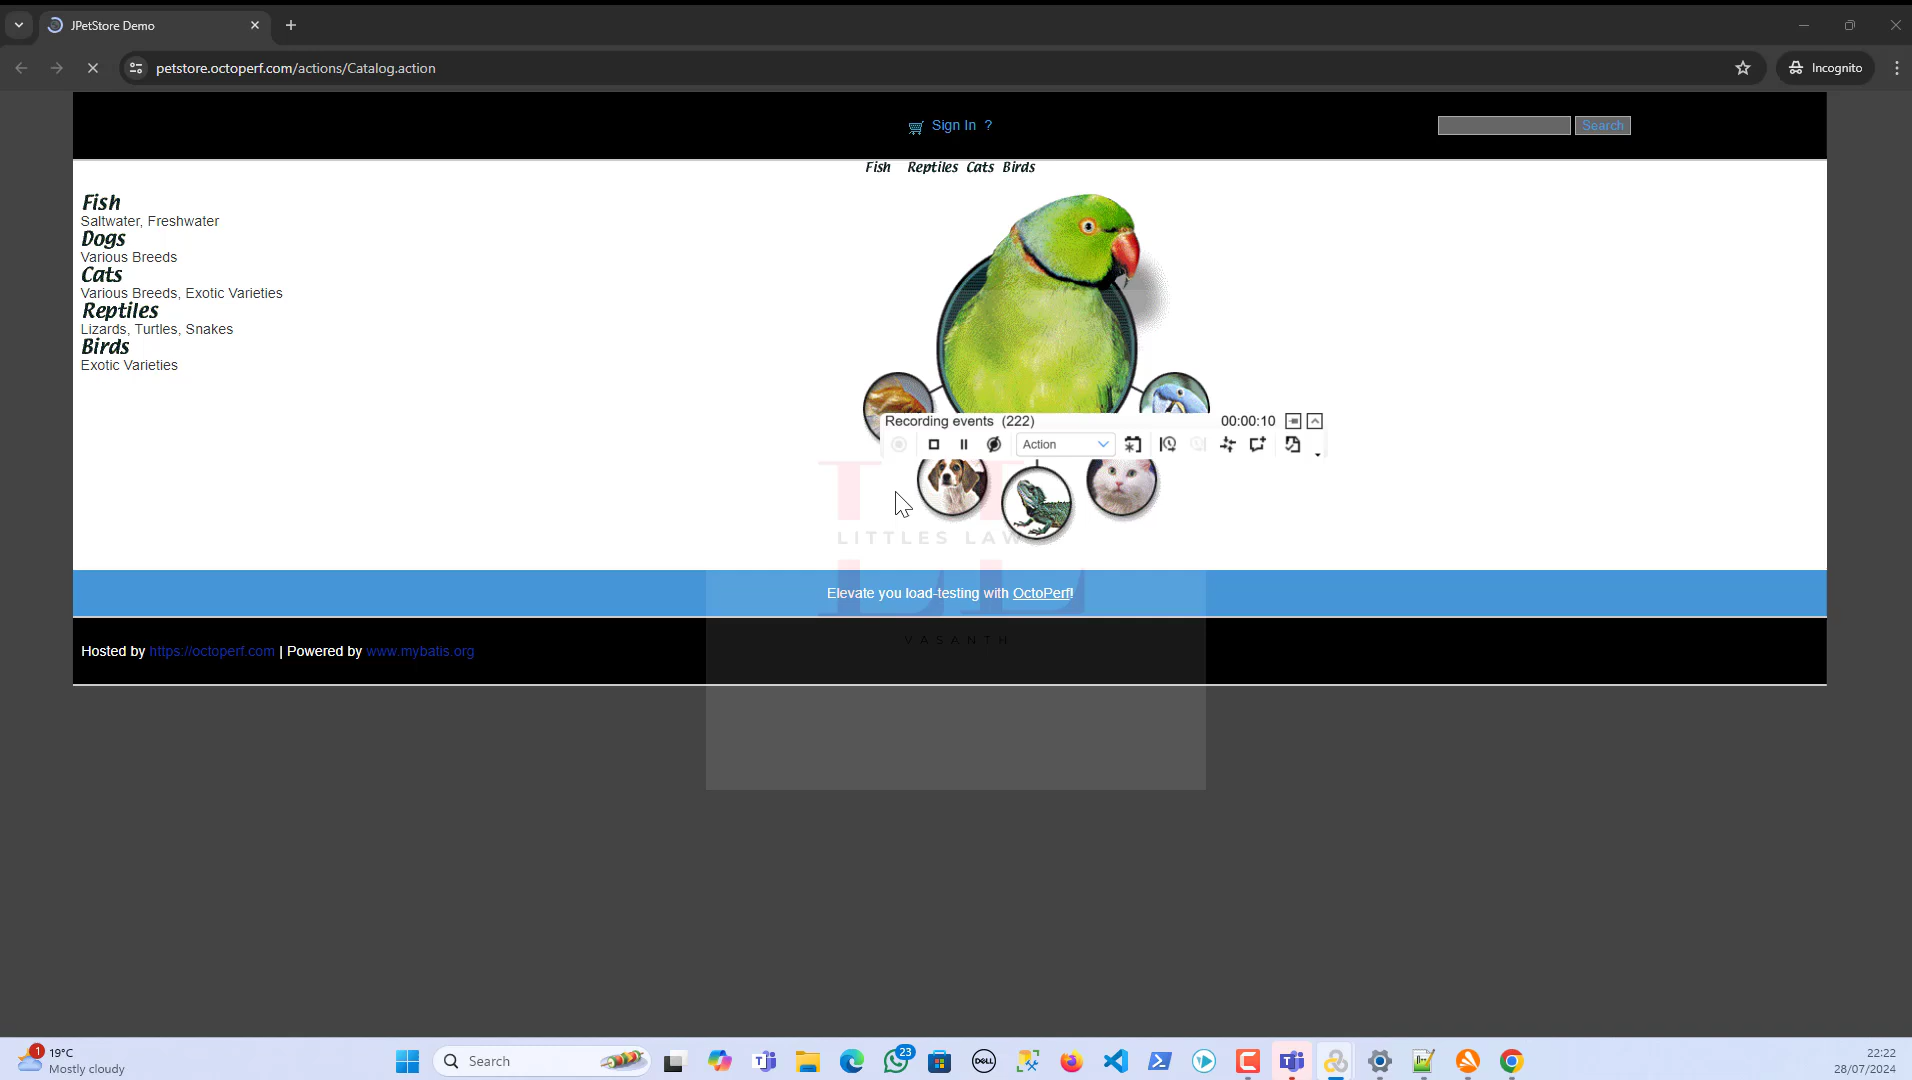 JPetStore Demo
petstore.octoperf.com/actions/Catalog.action
Incognito
Sign In ?
Search
Fish Reptiles Cats Birds
Fish
Saltwater, Freshwater
Dogs
Various Breeds
Cats
Various Breeds, Exotic Varieties
Reptiles
Lizards, Turtles, Snakes
Birds
Exotic Varieties
Recording events (222) 00:00:10
Action
LITTLES LAW
Elevate you load-testing with OctoPerf!
VASANTH
Hosted by https://octoperf.com | Powered by www.mybatis.org
1
19°C
Mostly cloudy
Search
23
DELL
22:22
28/07/2024